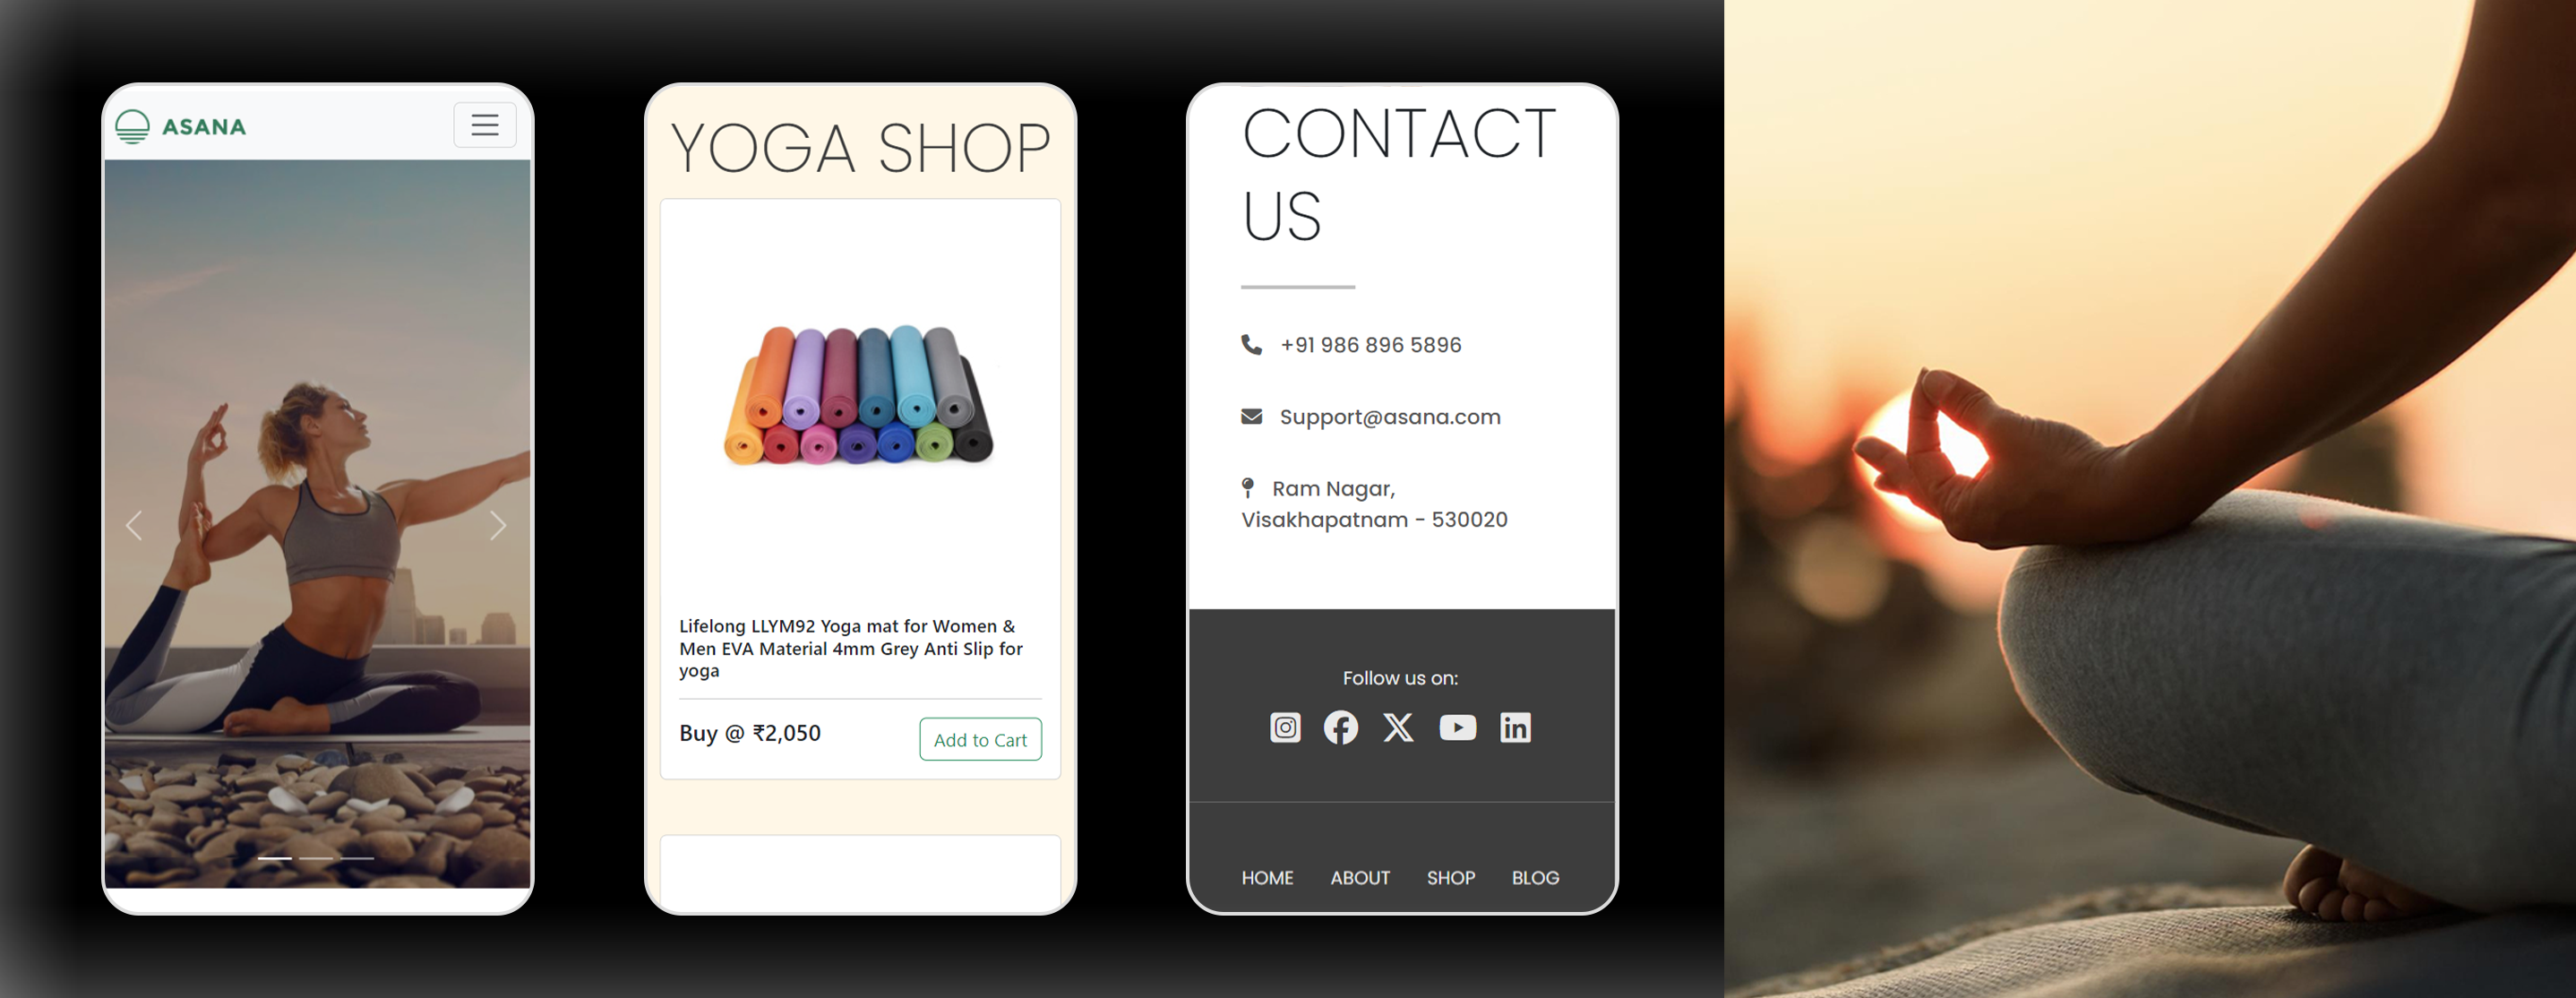 ASANA
YOGA SHOP
Lifelong LLYM92 Yoga mat for Women &
Men EVA Material 4mm Grey Anti Slip for
yoga
Buy @ ₹2,050
Add to Cart
CONTACT
US
+91 986 896 5896
Support@asana.com
Ram Nagar,
Visakhapatnam - 530020
Follow us on:
HOME ABOUT SHOP BLOG